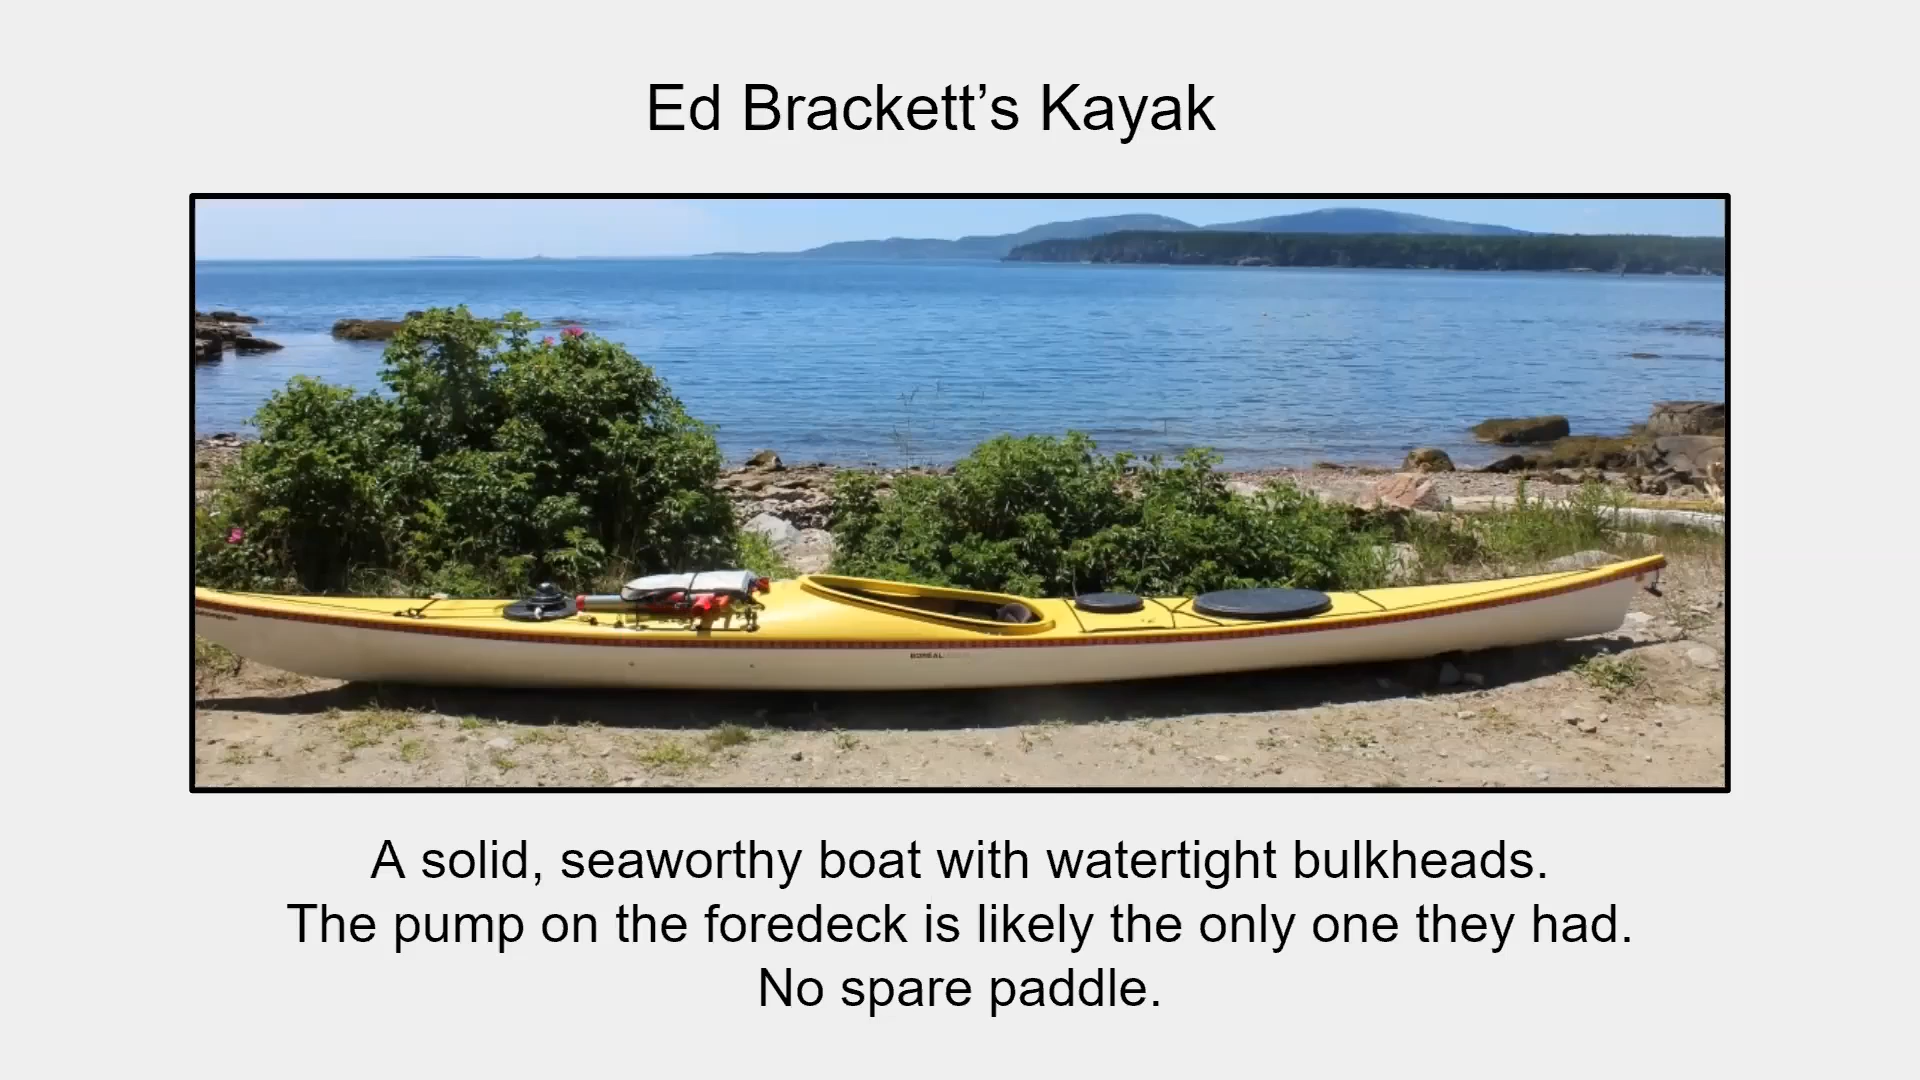 Ed Brackett’s Kayak
BOREAL
A solid, seaworthy boat with watertight bulkheads.
The pump on the foredeck is likely the only one they had.
No spare paddle.